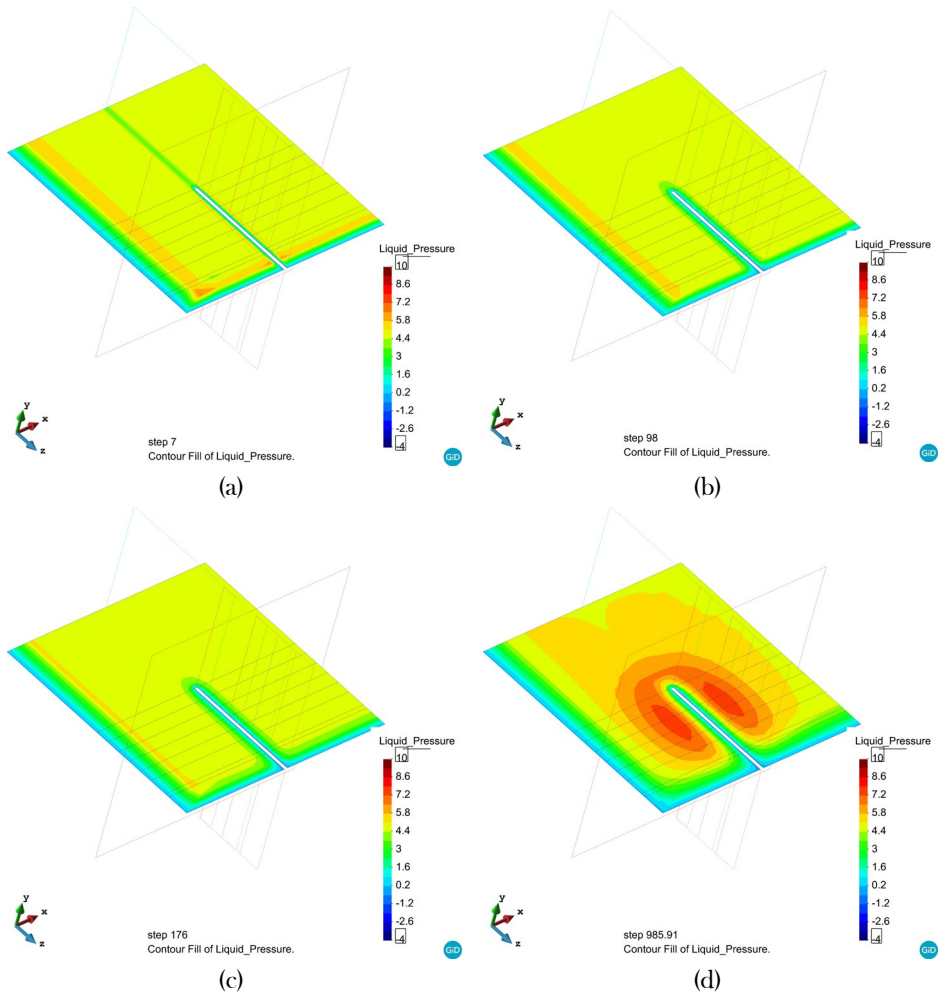 Liquid_Pressure
10
8.6
7.2
5.8
4.4
3
1.6
0.2
-1.2
-2.6
-4
y
x
z
step 7
Contour Fill of Liquid_Pressure.
GiD
(a)
Liquid_Pressure
10
8.6
7.2
5.8
4.4
3
1.6
0.2
-1.2
-2.6
-4
y
x
z
step 98
Contour Fill of Liquid_Pressure.
GiD
(b)
Liquid_Pressure
10
8.6
7.2
5.8
4.4
3
1.6
0.2
-1.2
-2.6
-4
y
x
z
step 176
Contour Fill of Liquid_Pressure.
GiD
(c)
Liquid_Pressure
10
8.6
7.2
5.8
4.4
3
1.6
0.2
-1.2
-2.6
-4
y
x
z
step 985.91
Contour Fill of Liquid_Pressure.
GiD
(d)